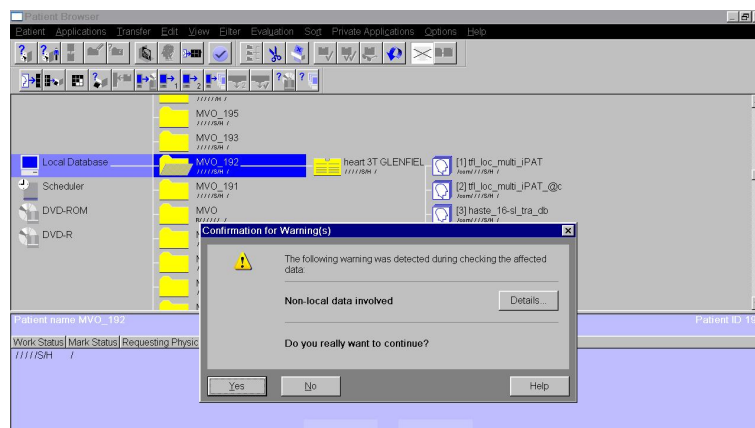 Patient Browser
Patient Applications Transfer Edit View Filter Evaluation Sort Private Applications Options Help
/////H /
MVO_195
/////S/H /
MVO_193
/////S/H /
Local Database
MVO_192
/////S/H /
heart 3T GLENFIEL
/////S/H /
[1] tfl_loc_multi_iPAT
Scheduler
MVO_191
/////S/H /
[2] tfl_loc_multi_iPAT_@c
DVD-ROM
MVO
[3] haste_16-sl_tra_db
DVD-R
Confirmation for Warning(s)
The following warning was detected during checking the affected
data:
Non-local data involved
Details...
Do you really want to continue?
Yes
No
Help
Patient name MVO_192
Patient ID 19
Work Status Mark Status Requesting Physic
/////S/H /